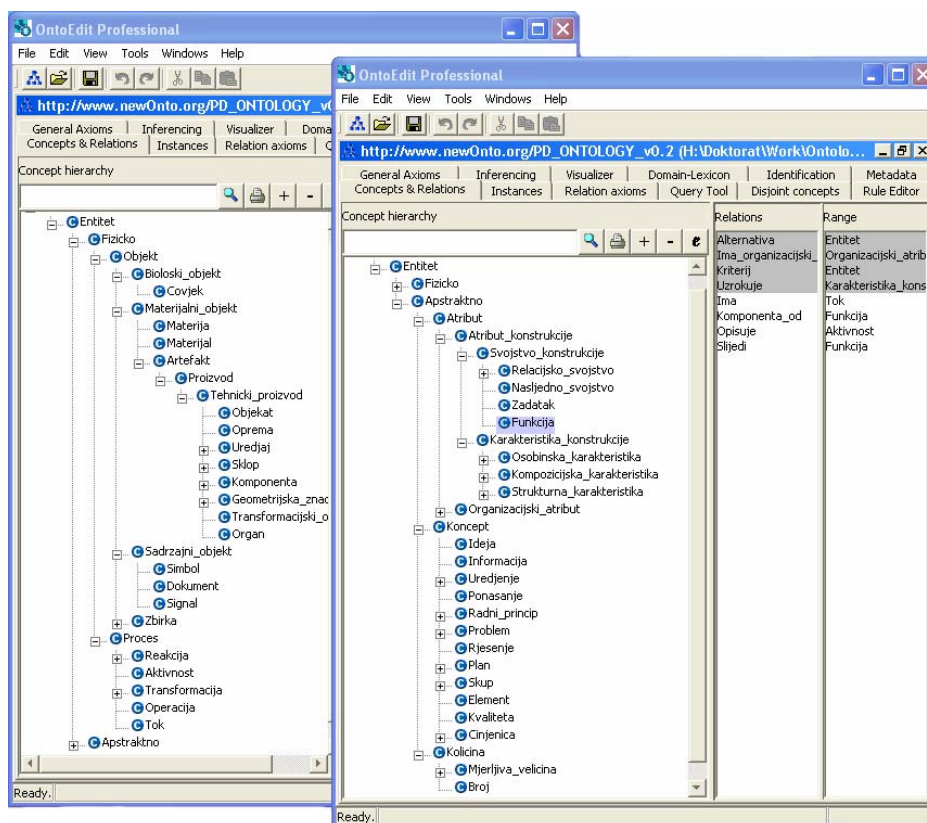 OntoEdit Professional
File Edit View Tools Windows Help
http://www.newOnto.org/PD_ONTOLOGY_v0
General Axioms Inferencing Visualizer Doma
Concepts & Relations Instances Relation axioms
Concept hierarchy
Entitet
Fizicko
Objekt
Bioloski_objekt
Covjek
Materijalni_objekt
Materija
Materijal
Artefakt
Proizvod
Tehnicki_proizvod
Objekat
Oprema
Uredjaj
Sklop
Komponenta
Geometrijska_znac
Transformacijski_o
Organ
Sadrzajni_objekt
Simbol
Dokument
Signal
Zbirka
Proces
Reakcija
Aktivnost
Transformacija
Operacija
Tok
Apstraktno
Ready.
OntoEdit Professional
File Edit View Tools Windows Help
http://www.newOnto.org/PD_ONTOLOGY_v0.2 (H:\Doktorat\Work\Ontolo...
General Axioms Inferencing Visualizer Domain-Lexicon Identification Metadata
Concepts & Relations Instances Relation axioms Query Tool Disjoint concepts Rule Editor
Concept hierarchy
Entitet
Fizicko
Apstraktno
Atribut
Atribut_konstrukcije
Svojstvo_konstrukcije
Relacijsko_svojstvo
Nasljedno_svojstvo
Zadatak
Funkcija
Karakteristika_konstrukcije
Osobinska_karakteristika
Kompozicijska_karakteristika
Strukturna_karakteristika
Organizacijski_atribut
Koncept
Ideja
Informacija
Uredjenje
Ponasanje
Radni_princip
Problem
Rjesenje
Plan
Skup
Element
Kvaliteta
Cinjenica
Kolicina
Mjerljiva_velicina
Broj
Relations Range
Alternativa Entitet
Ima_organizacijski_ Organizacijski_atrib
Kriterij Entitet
Uzrokuje Karakteristika_kons
Ima Tok
Komponenta_od Funkcija
Opisuje Aktivnost
Slijedi Funkcija
Ready.